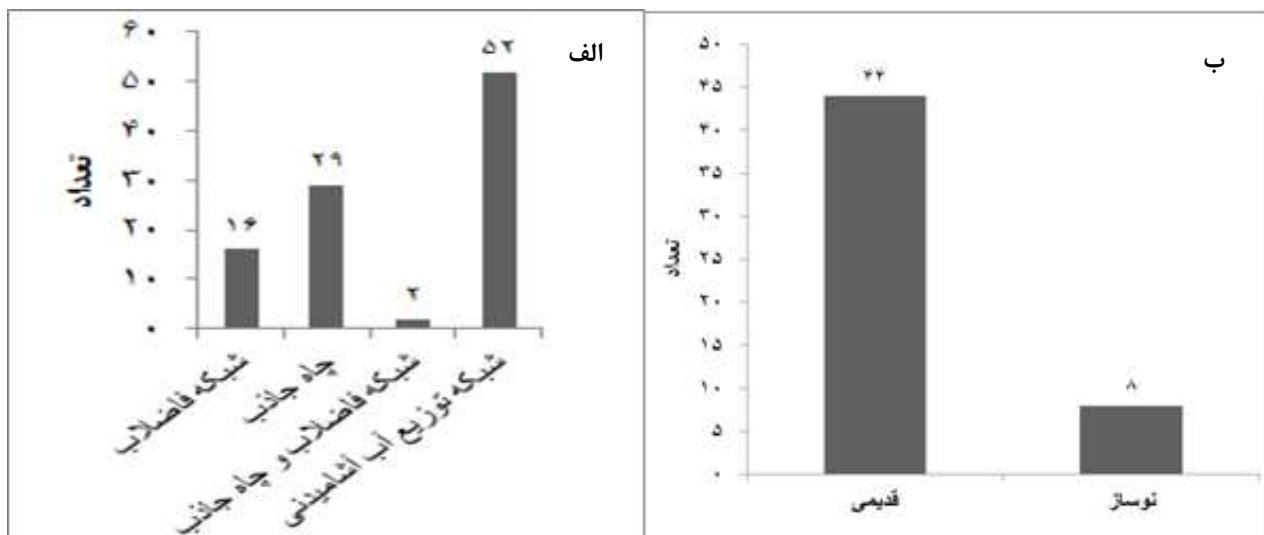 الف
تعداد
۶۰
۵۰
۴۰
۳۰
۲۰
۱۰
۰
۱۶
۲۹
۲
۵۲
شبکه فاضلاب
چاه جاذب
شبکه فاضلاب و چاه جاذب
شبکه توزیع آب آشامیدنی
ب
تعداد
۵۰
۴۵
۴۰
۳۵
۳۰
۲۵
۲۰
۱۵
۱۰
۵
۰
۴۴
۸
قدیمی
نوساز